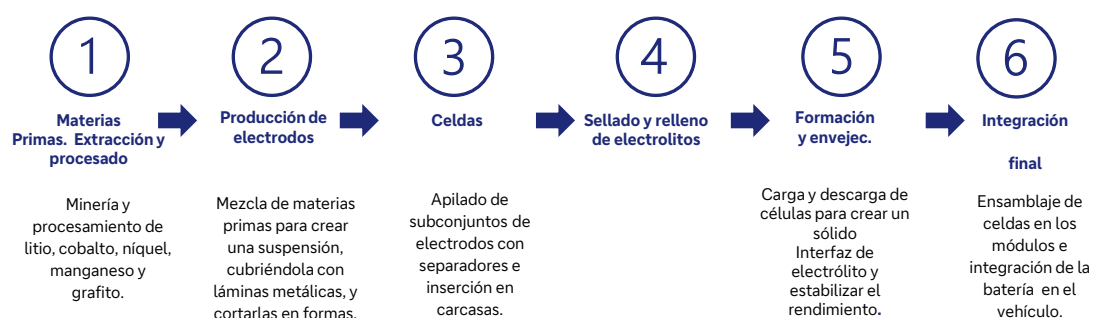 1
Materias
Primas. Extracción y
procesado
Minería y
procesamiento de
litio, cobalto, níquel,
manganeso y
grafito.
2
Producción de
electrodos
Mezcla de materias
primas para crear
una suspensión,
cubriéndola con
láminas metálicas, y
cortarlas en formas.
3
Celdas
Apilado de
subconjuntos de
electrodos con
separadores e
inserción en
carcasas.
4
Sellado y relleno
de electrolitos
5
Formación
y envejec.
Carga y descarga de
células para crear un
sólido
Interfaz de
electrólito y
estabilizar el
rendimiento.
6
Integración
final
Ensamblaje de
celdas en los
módulos e
integración de la
batería en el
vehículo.